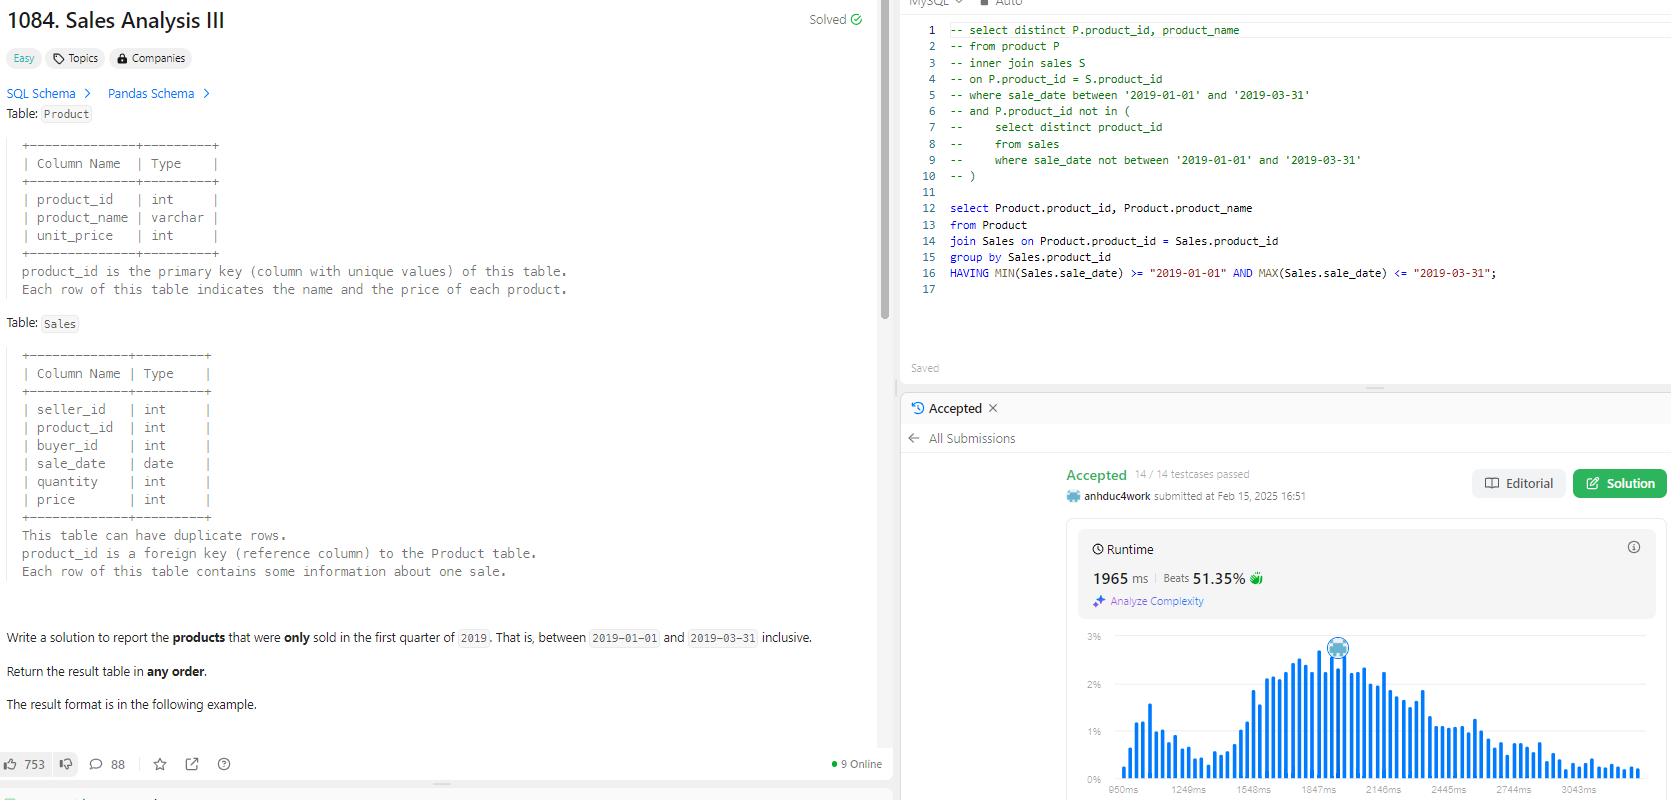 1084. Sales Analysis III
Solved
Easy Topics Companies
SQL Schema > Pandas Schema >
Table: Product
+--------------+---------+
| Column Name  | Type    |
+--------------+---------+
| product_id   | int     |
| product_name | varchar |
| unit_price   | int     |
+--------------+---------+
product_id is the primary key (column with unique values) of this table.
Each row of this table indicates the name and the price of each product.
Table: Sales
+-------------+---------+
| Column Name | Type    |
+-------------+---------+
| seller_id   | int     |
| product_id  | int     |
| buyer_id    | int     |
| sale_date   | date    |
| quantity    | int     |
| price       | int     |
+-------------+---------+
This table can have duplicate rows.
product_id is a foreign key (reference column) to the Product table.
Each row of this table contains some information about one sale.
Write a solution to report the products that were only sold in the first quarter of 2019. That is, between 2019-01-01 and 2019-03-31 inclusive.
Return the result table in any order.
The result format is in the following example.
753 88
9 Online
MySQL Auto
1 -- select distinct P.product_id, product_name
2 -- from product P
3 -- inner join sales S
4 -- on P.product_id = S.product_id
5 -- where sale_date between '2019-01-01' and '2019-03-31'
6 -- and P.product_id not in (
7 --     select distinct product_id
8 --     from sales
9 --     where sale_date not between '2019-01-01' and '2019-03-31'
10 -- )
11
12 select Product.product_id, Product.product_name
13 from Product
14 join Sales on Product.product_id = Sales.product_id
15 group by Sales.product_id
16 HAVING MIN(Sales.sale_date) >= "2019-01-01" AND MAX(Sales.sale_date) <= "2019-03-31";
17
Saved
Accepted
All Submissions
Accepted 14 / 14 testcases passed
anhduc4work submitted at Feb 15, 2025 16:51
Editorial
Solution
Runtime
1965 ms | Beats 51.35%
Analyze Complexity
3%
2%
1%
0%
950ms 1249ms 1548ms 1847ms 2146ms 2445ms 2744ms 3043ms